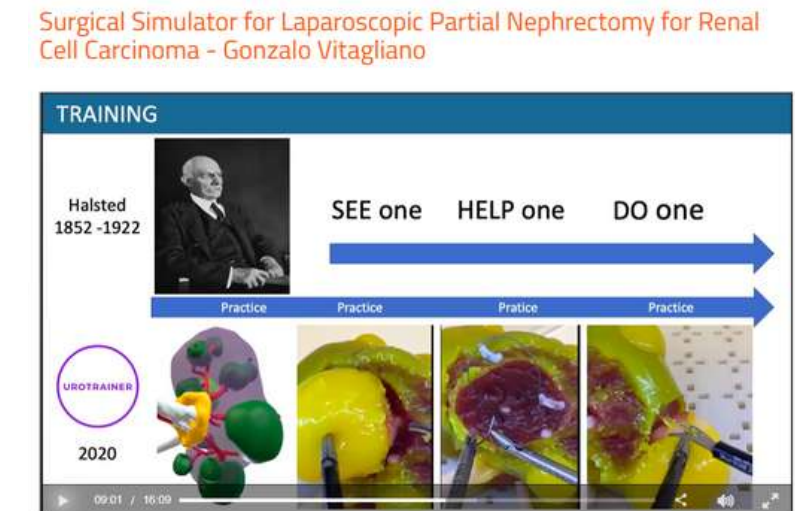 Surgical Simulator for Laparoscopic Partial Nephrectomy for Renal
Cell Carcinoma - Gonzalo Vitagliano
TRAINING
Halsted
1852 -1922
SEE one HELP one DO one
Practice Practice Pratice Practice
UROTRAINER
2020
09:01 / 16:09